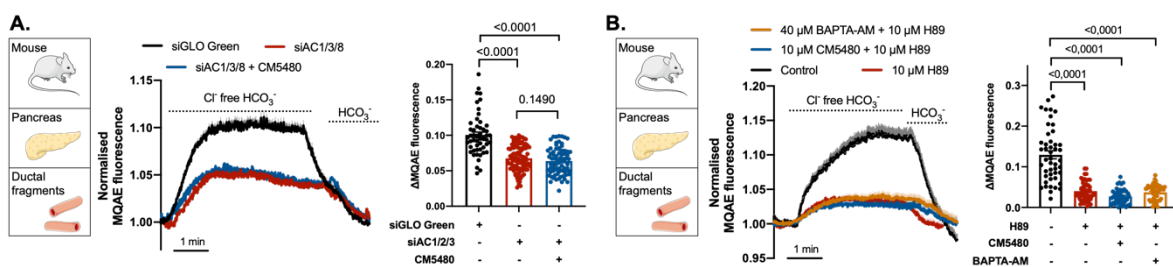 A.
Mouse
Pancreas
Ductal
fragments
siGLO Green
siAC1/3/8
siAC1/3/8 + CM5480
Normalised
MQAE fluorescence
1.15
1.10
1.05
1.00
Cl⁻ free HCO₃⁻
HCO₃⁻
1 min
ΔMQAE fluorescence
0.20
0.15
0.10
0.05
0.00
<0.0001
<0.0001
0.1490
siGLO Green + - -
siAC1/2/3 - + +
CM5480 - - +
B.
Mouse
Pancreas
Ductal
fragments
40 µM BAPTA-AM + 10 µM H89
10 µM CM5480 + 10 µM H89
Control
10 µM H89
Normalised
MQAE fluorescence
1.20
1.15
1.10
1.05
1.00
0.95
Cl⁻ free HCO₃⁻
HCO₃⁻
1 min
ΔMQAE fluorescence
0.3
0.2
0.1
0.0
<0,0001
<0,0001
<0,0001
H89 - + + +
CM5480 - - + -
BAPTA-AM - - - +